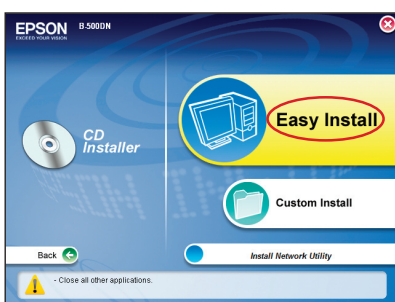 EPSON B-500DN
EXCEED YOUR VISION
Easy Install
CD
Installer
Custom Install
Back
Install Network Utility
- Close all other applications.